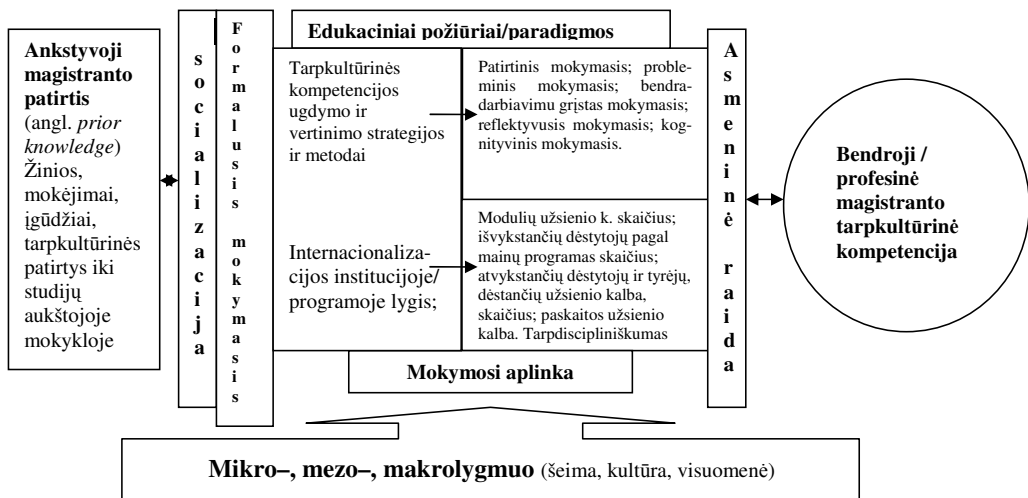 Ankstyvoji
magistranto
patirtis
(angl. prior
knowledge)
Žinios,
mokėjimai,
įgūdžiai,
tarpkultūrinės
patirtys iki
studijų
aukštojoje
mokykloje
socializacija
Formalusis mokymasis
Edukaciniai požiūriai/paradigmos
Tarpkultūrinės
kompetencijos
ugdymo ir
vertinimo strategijos
ir metodai
Patirtinis mokymasis; proble-
minis mokymasis; bendra-
darbiavimu grįstas mokymasis;
reflektyvusis mokymasis; kog-
nityvinis mokymasis.
Internacionaliza-
cijos institucijoje/
programoje lygis;
Modulių užsienio k. skaičius;
išvykstančių dėstytojų pagal
mainų programas skaičius;
atvykstančių dėstytojų ir tyrėjų,
dėstančių užsienio kalba,
skaičius; paskaitos užsienio
kalba. Tarpdiscipliniškumas
Mokymosi aplinka
Asmeninė raida
Bendroji /
profesinė
magistranto
tarpkultūrinė
kompetencija
Mikro–, mezo–, makrolygmuo (šeima, kultūra, visuomenė)